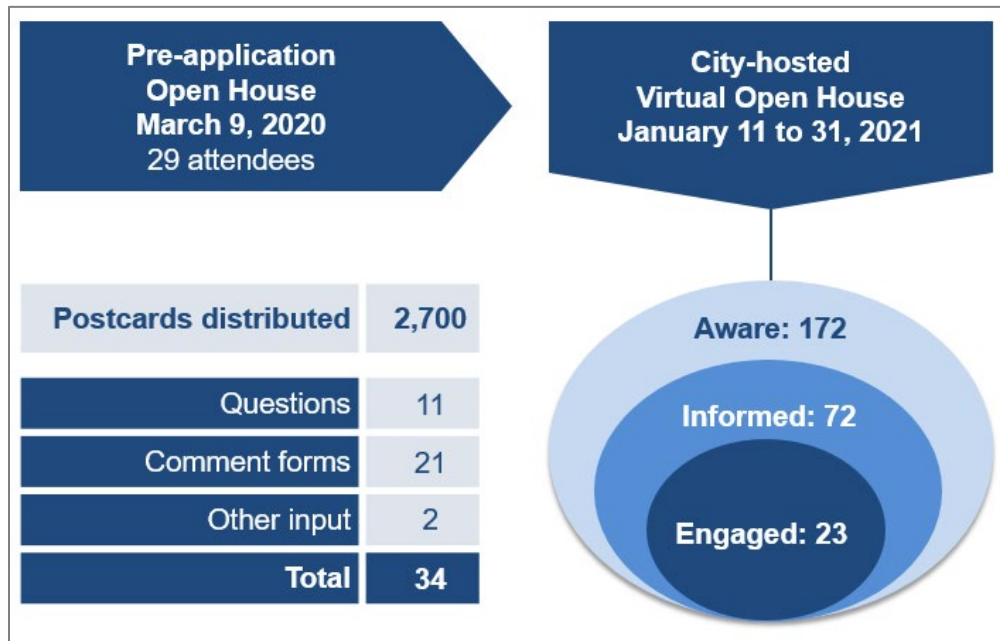 Pre-application
Open House
March 9, 2020
29 attendees
City-hosted
Virtual Open House
January 11 to 31, 2021
Postcards distributed 2,700
Questions 11
Comment forms 21
Other input 2
Total 34
Aware: 172
Informed: 72
Engaged: 23